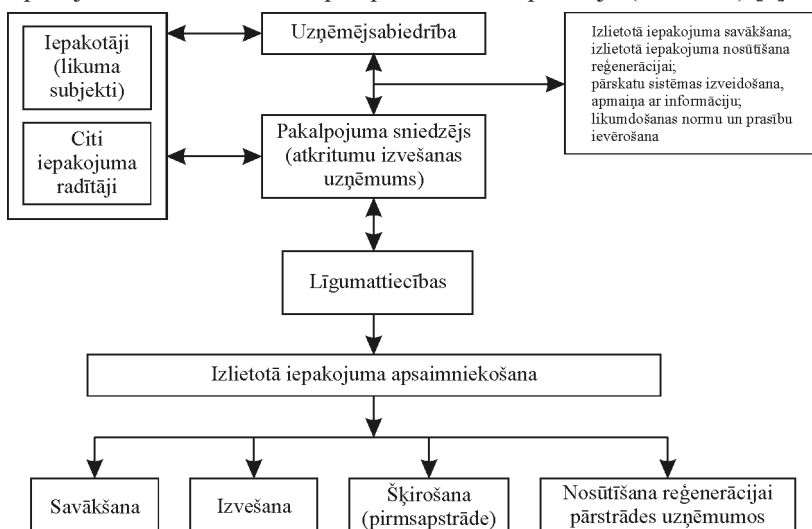 Iepakotāji
(likuma
subjekti)
Citi
iepakojuma
radītāji
Uzņēmējsabiedrība
Izlietotā iepakojuma savākšana;
izlietotā iepakojuma nosūtīšana
reģenerācijai;
pārskatu sistēmas izveidošana,
apmaiņa ar informāciju;
likumdošanas normu un prasību
ievērošana
Pakalpojuma sniedzējs
(atkritumu izvešanas
uzņēmums)
Līgumattiecības
Izlietotā iepakojuma apsaimniekošana
Savākšana
Izvešana
Šķirošana
(pirmsapstrāde)
Nosūtīšana reģenerācijai
pārstrādes uzņēmumos